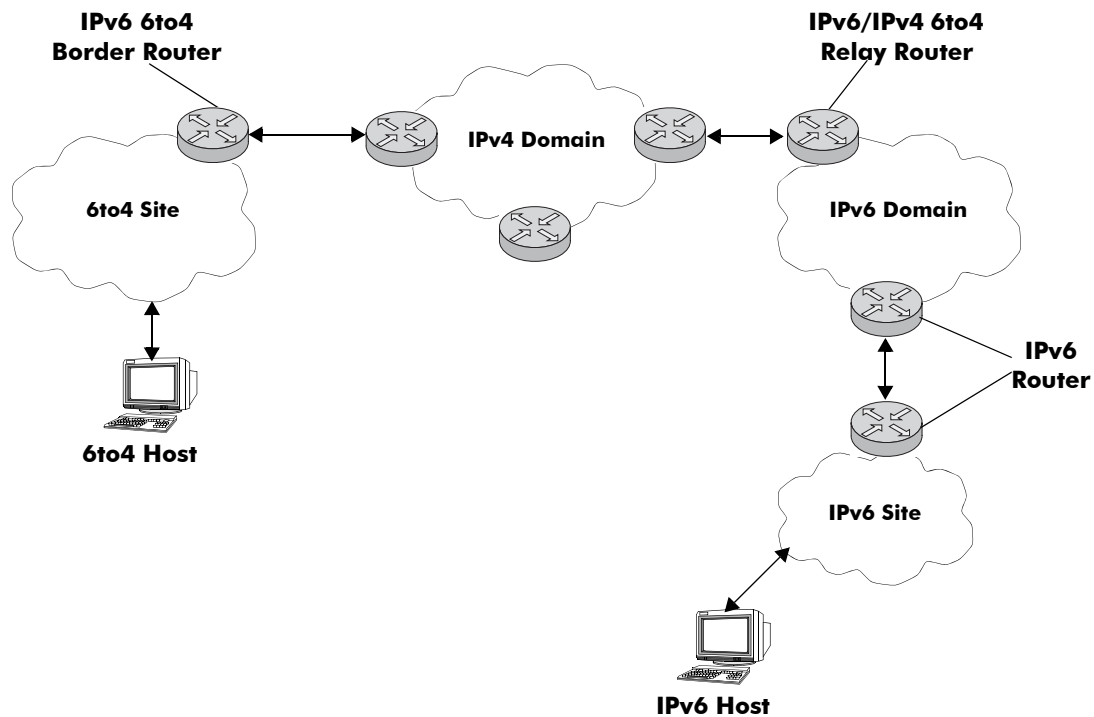 IPv6 6to4
Border Router
IPv6/IPv4 6to4
Relay Router
IPv4 Domain
6to4 Site
IPv6 Domain
IPv6
Router
6to4 Host
IPv6 Site
IPv6 Host